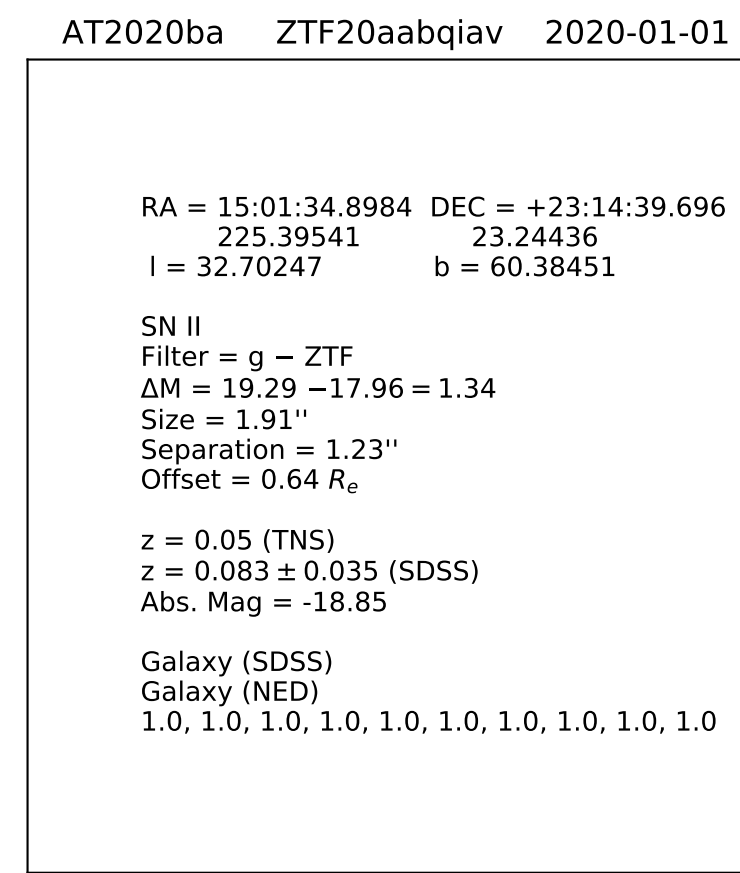 AT2020ba ZTF20aabqiav 2020-01-01
RA = 15:01:34.8984 DEC = +23:14:39.696
225.39541 23.24436
l = 32.70247 b = 60.38451
SN II
Filter = g − ZTF
ΔM = 19.29 −17.96 = 1.34
Size = 1.91''
Separation = 1.23''
Offset = 0.64 Rₑ
z = 0.05 (TNS)
z = 0.083 ± 0.035 (SDSS)
Abs. Mag = -18.85
Galaxy (SDSS)
Galaxy (NED)
1.0, 1.0, 1.0, 1.0, 1.0, 1.0, 1.0, 1.0, 1.0, 1.0